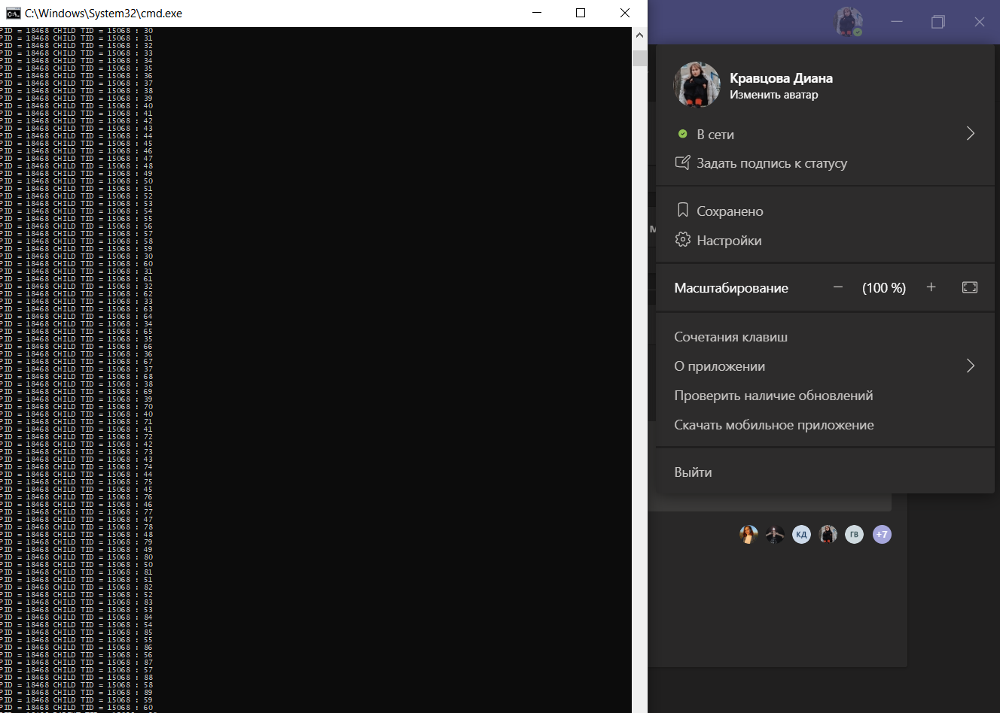 C:\Windows\System32\cmd.exe
PID = 18468 CHILD TID = 15068 : 30
PID = 18468 CHILD TID = 15068 : 31
PID = 18468 CHILD TID = 15068 : 32
PID = 18468 CHILD TID = 15068 : 33
PID = 18468 CHILD TID = 15068 : 34
PID = 18468 CHILD TID = 15068 : 35
PID = 18468 CHILD TID = 15068 : 36
PID = 18468 CHILD TID = 15068 : 37
PID = 18468 CHILD TID = 15068 : 38
PID = 18468 CHILD TID = 15068 : 39
PID = 18468 CHILD TID = 15068 : 40
PID = 18468 CHILD TID = 15068 : 41
PID = 18468 CHILD TID = 15068 : 42
PID = 18468 CHILD TID = 15068 : 43
PID = 18468 CHILD TID = 15068 : 44
PID = 18468 CHILD TID = 15068 : 45
PID = 18468 CHILD TID = 15068 : 46
PID = 18468 CHILD TID = 15068 : 47
PID = 18468 CHILD TID = 15068 : 48
PID = 18468 CHILD TID = 15068 : 49
PID = 18468 CHILD TID = 15068 : 50
PID = 18468 CHILD TID = 15068 : 51
PID = 18468 CHILD TID = 15068 : 52
PID = 18468 CHILD TID = 15068 : 53
PID = 18468 CHILD TID = 15068 : 54
PID = 18468 CHILD TID = 15068 : 55
PID = 18468 CHILD TID = 15068 : 56
PID = 18468 CHILD TID = 15068 : 57
PID = 18468 CHILD TID = 15068 : 58
PID = 18468 CHILD TID = 15068 : 59
PID = 18468 CHILD TID = 15068 : 30
PID = 18468 CHILD TID = 15068 : 60
PID = 18468 CHILD TID = 15068 : 31
PID = 18468 CHILD TID = 15068 : 61
PID = 18468 CHILD TID = 15068 : 32
PID = 18468 CHILD TID = 15068 : 62
PID = 18468 CHILD TID = 15068 : 33
PID = 18468 CHILD TID = 15068 : 63
PID = 18468 CHILD TID = 15068 : 64
PID = 18468 CHILD TID = 15068 : 34
PID = 18468 CHILD TID = 15068 : 65
PID = 18468 CHILD TID = 15068 : 35
PID = 18468 CHILD TID = 15068 : 66
PID = 18468 CHILD TID = 15068 : 36
PID = 18468 CHILD TID = 15068 : 67
PID = 18468 CHILD TID = 15068 : 37
PID = 18468 CHILD TID = 15068 : 68
PID = 18468 CHILD TID = 15068 : 38
PID = 18468 CHILD TID = 15068 : 69
PID = 18468 CHILD TID = 15068 : 39
PID = 18468 CHILD TID = 15068 : 70
PID = 18468 CHILD TID = 15068 : 40
PID = 18468 CHILD TID = 15068 : 71
PID = 18468 CHILD TID = 15068 : 41
PID = 18468 CHILD TID = 15068 : 72
PID = 18468 CHILD TID = 15068 : 42
PID = 18468 CHILD TID = 15068 : 73
PID = 18468 CHILD TID = 15068 : 43
PID = 18468 CHILD TID = 15068 : 74
PID = 18468 CHILD TID = 15068 : 44
PID = 18468 CHILD TID = 15068 : 75
PID = 18468 CHILD TID = 15068 : 45
PID = 18468 CHILD TID = 15068 : 76
PID = 18468 CHILD TID = 15068 : 46
PID = 18468 CHILD TID = 15068 : 77
PID = 18468 CHILD TID = 15068 : 47
PID = 18468 CHILD TID = 15068 : 78
PID = 18468 CHILD TID = 15068 : 48
PID = 18468 CHILD TID = 15068 : 79
PID = 18468 CHILD TID = 15068 : 49
PID = 18468 CHILD TID = 15068 : 80
PID = 18468 CHILD TID = 15068 : 50
PID = 18468 CHILD TID = 15068 : 81
PID = 18468 CHILD TID = 15068 : 51
PID = 18468 CHILD TID = 15068 : 82
PID = 18468 CHILD TID = 15068 : 52
PID = 18468 CHILD TID = 15068 : 83
PID = 18468 CHILD TID = 15068 : 53
PID = 18468 CHILD TID = 15068 : 84
PID = 18468 CHILD TID = 15068 : 54
PID = 18468 CHILD TID = 15068 : 85
PID = 18468 CHILD TID = 15068 : 55
PID = 18468 CHILD TID = 15068 : 86
PID = 18468 CHILD TID = 15068 : 56
PID = 18468 CHILD TID = 15068 : 87
PID = 18468 CHILD TID = 15068 : 57
PID = 18468 CHILD TID = 15068 : 88
PID = 18468 CHILD TID = 15068 : 58
PID = 18468 CHILD TID = 15068 : 89
PID = 18468 CHILD TID = 15068 : 59
PID = 18468 CHILD TID = 15068 : 60
Кравцова Диана
Изменить аватар
В сети
Задать подпись к статусу
Сохранено
Настройки
Масштабирование (100 %)
Сочетания клавиш
О приложении
Проверить наличие обновлений
Скачать мобильное приложение
Выйти
КД ГВ +7